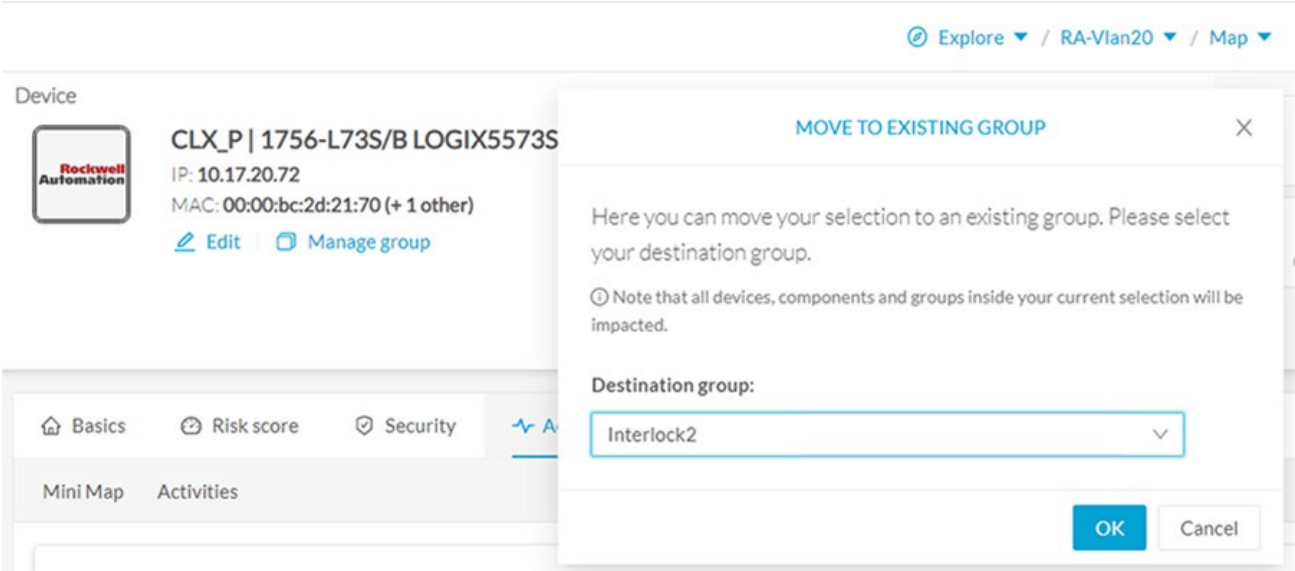 Explore / RA-Vlan20 / Map
Device
Rockwell
Automation
CLX_P | 1756-L73S/B LOGIX5573S
IP: 10.17.20.72
MAC: 00:00:bc:2d:21:70 (+ 1 other)
Edit Manage group
MOVE TO EXISTING GROUP
Here you can move your selection to an existing group. Please select
your destination group.
Note that all devices, components and groups inside your current selection will be
impacted.
Destination group:
Interlock2
OK Cancel
Basics Risk score Security A
Mini Map Activities